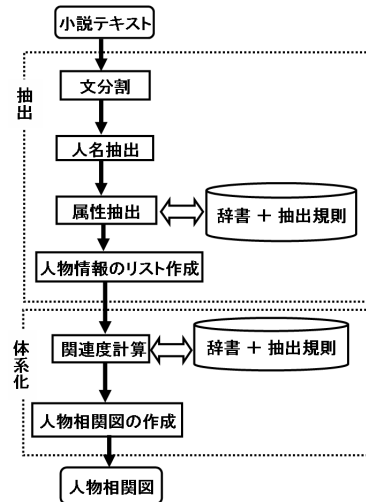 小説テキスト
抽出
文分割
人名抽出
属性抽出
辞書 + 抽出規則
人物情報のリスト作成
体系化
関連度計算
辞書 + 抽出規則
人物相関図の作成
人物相関図